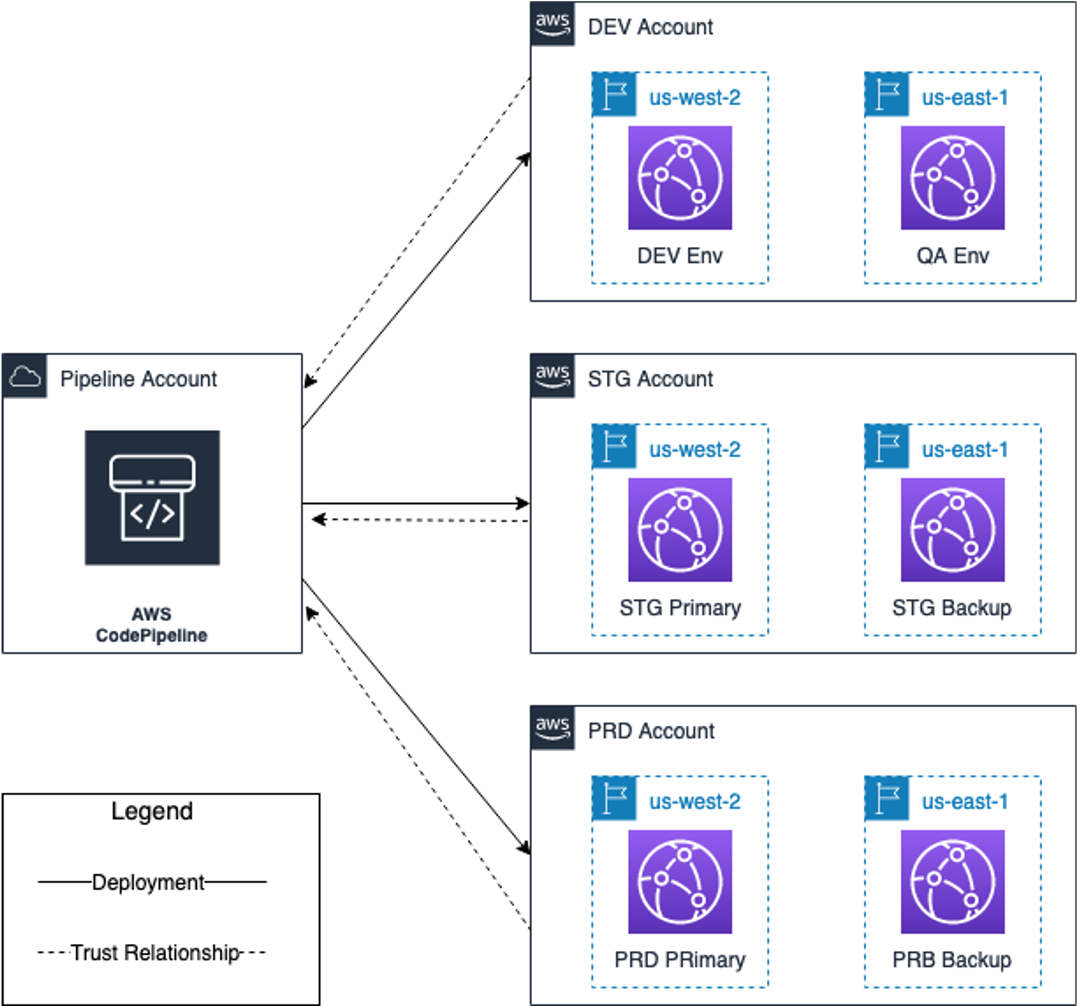 aws
DEV Account
us-west-2
us-east-1
DEV Env
QA Env
Pipeline Account
</>
AWS
CodePipeline
aws
STG Account
us-west-2
us-east-1
STG Primary
STG Backup
aws
PRD Account
us-west-2
us-east-1
PRD PRimary
PRB Backup
Legend
Deployment
Trust Relationship